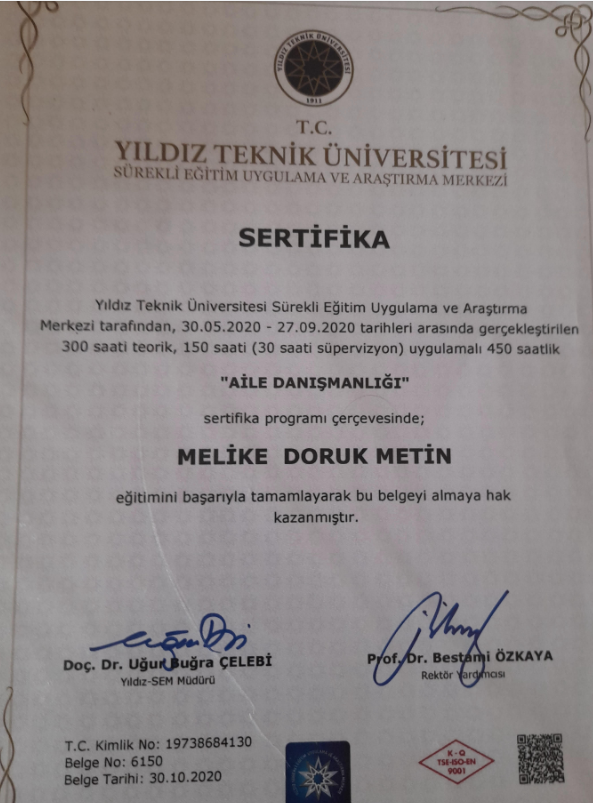 YILDIZ TEKNİK ÜNİVERSİTESİ
1911
T.C.
YILDIZ TEKNİK ÜNİVERSİTESİ
SÜREKLİ EĞİTİM UYGULAMA VE ARAŞTIRMA MERKEZİ
SERTİFİKA
Yıldız Teknik Üniversitesi Sürekli Eğitim Uygulama ve Araştırma
Merkezi tarafından, 30.05.2020 - 27.09.2020 tarihleri arasında gerçekleştirilen
300 saati teorik, 150 saati (30 saati süpervizyon) uygulamalı 450 saatlik
"AİLE DANIŞMANLIĞI"
sertifika programı çerçevesinde;
MELİKE DORUK METİN
eğitimini başarıyla tamamlayarak bu belgeyi almaya hak
kazanmıştır.
Doç. Dr. Uğur Buğra ÇELEBİ
Yıldız-SEM Müdürü
Prof. Dr. Bestami ÖZKAYA
Rektör Yardımcısı
T.C. Kimlik No: 19738684130
Belge No: 6150
Belge Tarihi: 30.10.2020
K - Q
TSE-ISO-EN
9001